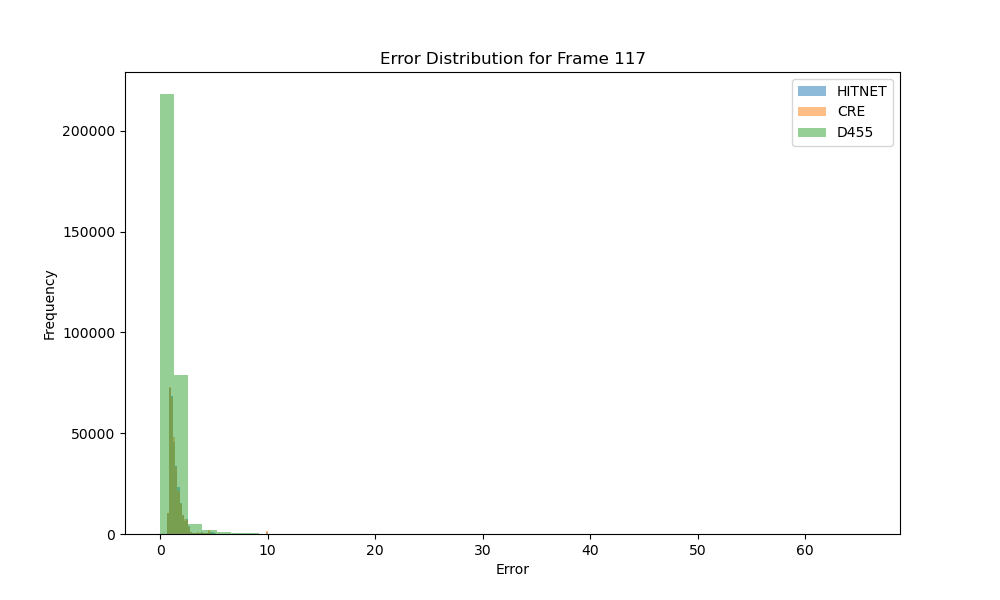 Error Distribution for Frame 117
HITNET
CRE
D455
200000
150000
100000
50000
0
Frequency
0 10 20 30 40 50 60
Error